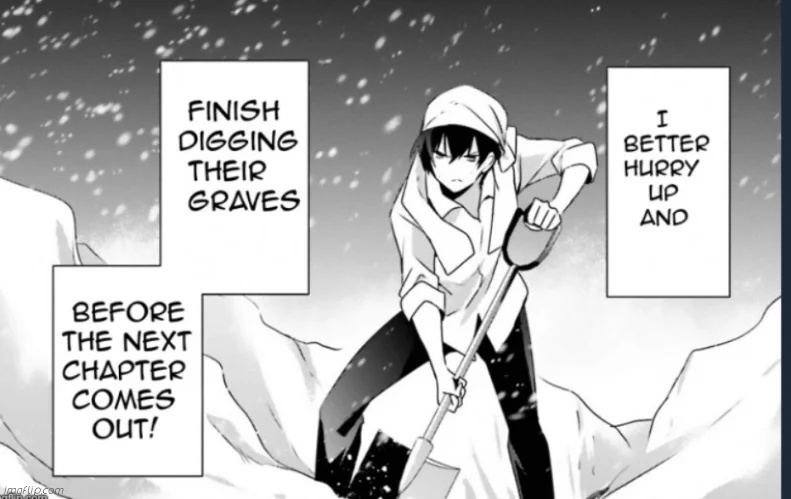 I
BETTER
HURRY
UP
AND
FINISH
DIGGING
THEIR
GRAVES
BEFORE
THE NEXT
CHAPTER
COMES
OUT!
imgflip.com